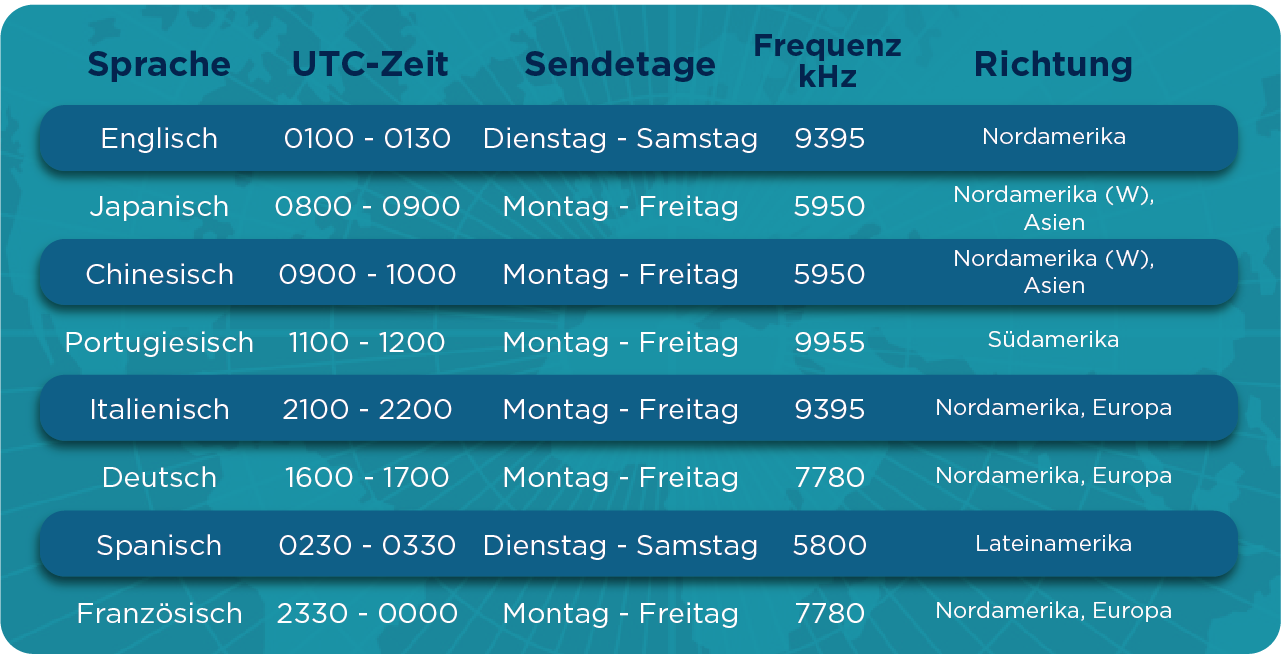 Sprache UTC-Zeit Sendetage Frequenz kHz Richtung
Englisch 0100 - 0130 Dienstag - Samstag 9395 Nordamerika
Japanisch 0800 - 0900 Montag - Freitag 5950 Nordamerika (W), Asien
Chinesisch 0900 - 1000 Montag - Freitag 5950 Nordamerika (W), Asien
Portugiesisch 1100 - 1200 Montag - Freitag 9955 Südamerika
Italienisch 2100 - 2200 Montag - Freitag 9395 Nordamerika, Europa
Deutsch 1600 - 1700 Montag - Freitag 7780 Nordamerika, Europa
Spanisch 0230 - 0330 Dienstag - Samstag 5800 Lateinamerika
Französisch 2330 - 0000 Montag - Freitag 7780 Nordamerika, Europa